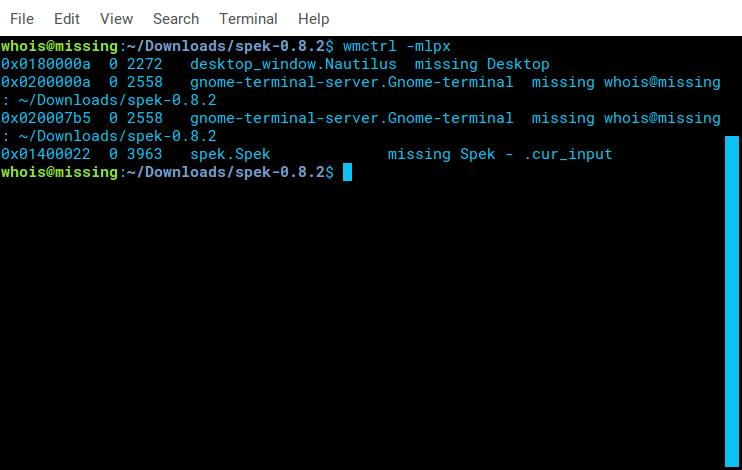 File Edit View Search Terminal Help
whois@missing:~/Downloads/spek-0.8.2$ wmctrl -mlpx
0x0180000a  0 2272   desktop_window.Nautilus  missing Desktop
0x0200000a  0 2558   gnome-terminal-server.Gnome-terminal  missing whois@missing
: ~/Downloads/spek-0.8.2
0x020007b5  0 2558   gnome-terminal-server.Gnome-terminal  missing whois@missing
: ~/Downloads/spek-0.8.2
0x01400022  0 3963   spek.Spek             missing Spek - .cur_input
whois@missing:~/Downloads/spek-0.8.2$